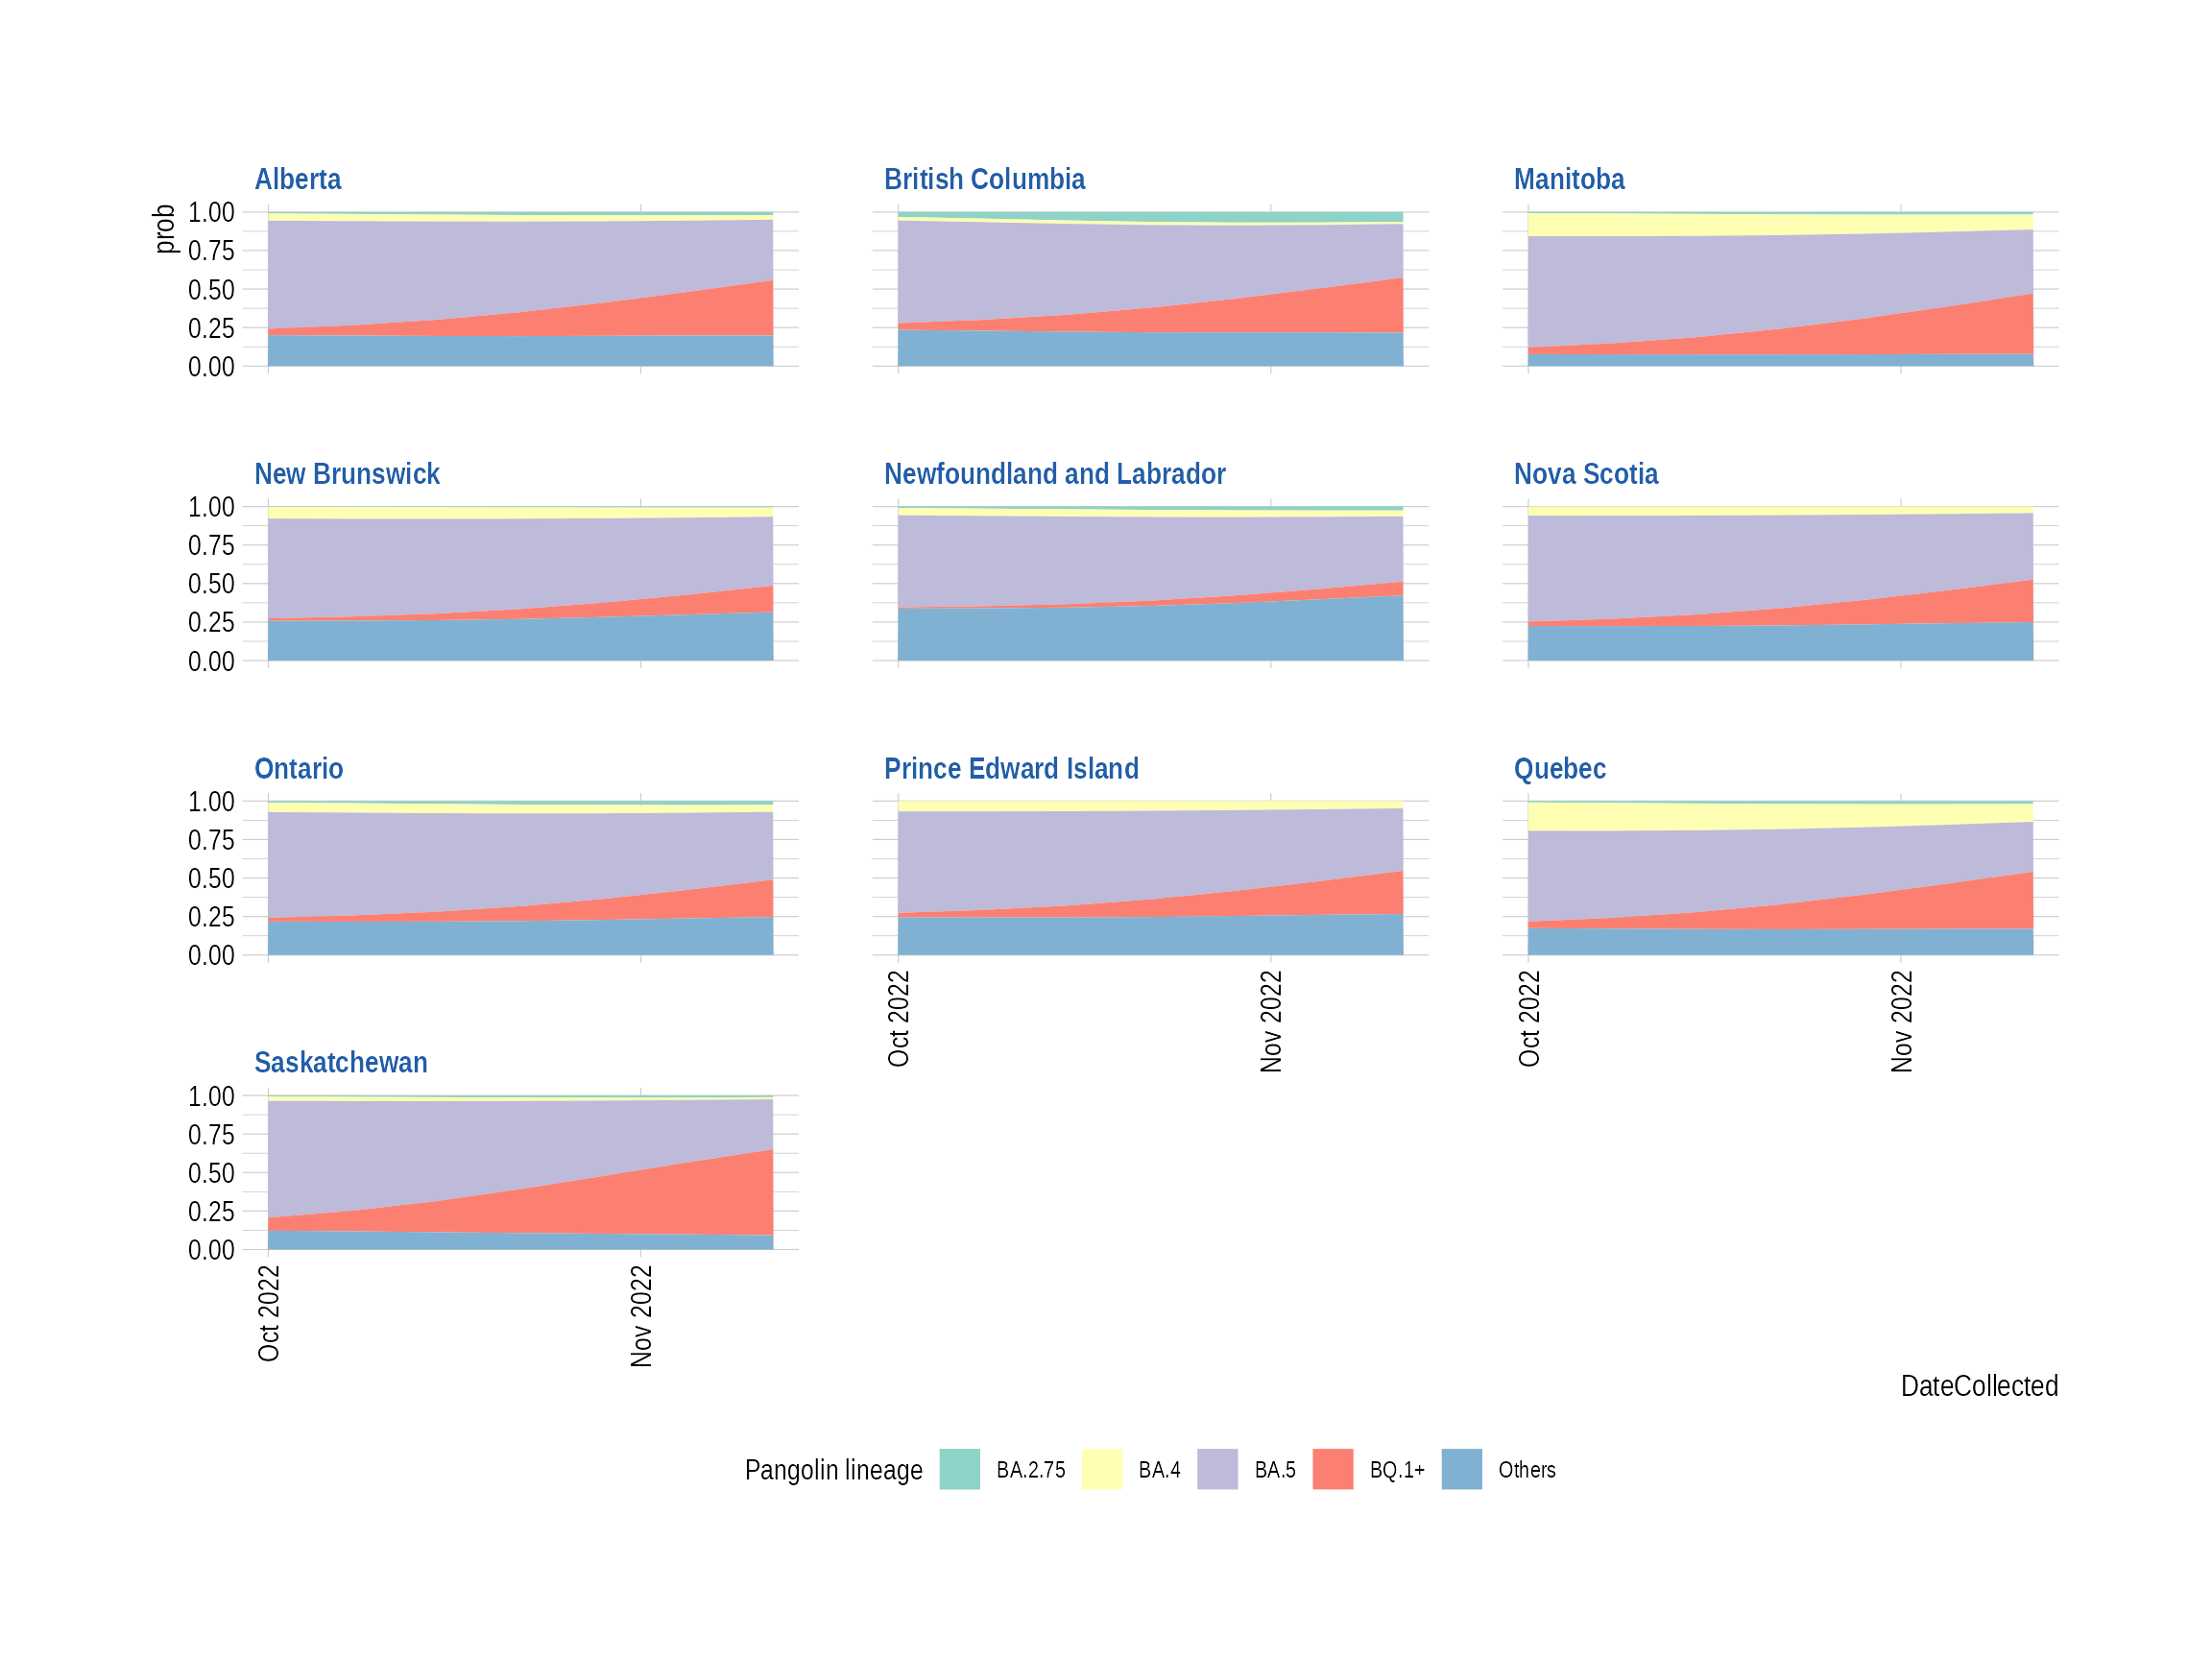 Alberta
British Columbia
Manitoba
prob
1.00
0.75
0.50
0.25
0.00
New Brunswick
Newfoundland and Labrador
Nova Scotia
1.00
0.75
0.50
0.25
0.00
Ontario
Prince Edward Island
Quebec
1.00
0.75
0.50
0.25
0.00
Oct 2022
Nov 2022
Oct 2022
Nov 2022
Saskatchewan
1.00
0.75
0.50
0.25
0.00
Oct 2022
Nov 2022
DateCollected
Pangolin lineage BA.2.75 BA.4 BA.5 BQ.1+ Others